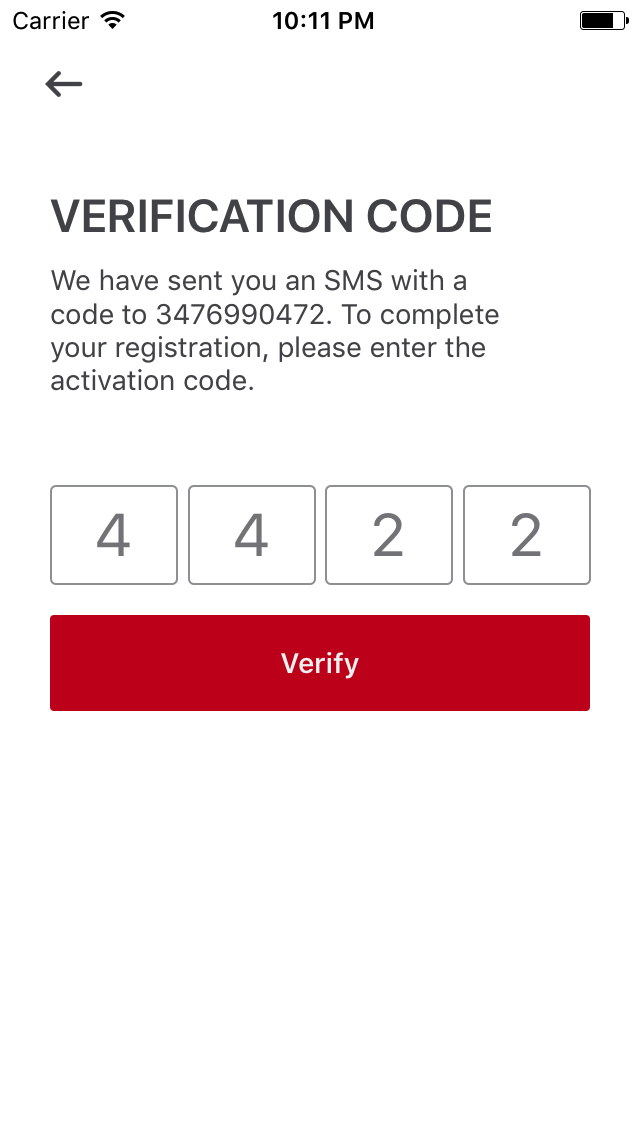 Carrier 10:11 PM
VERIFICATION CODE
We have sent you an SMS with a
code to 3476990472. To complete
your registration, please enter the
activation code.
4 4 2 2
Verify